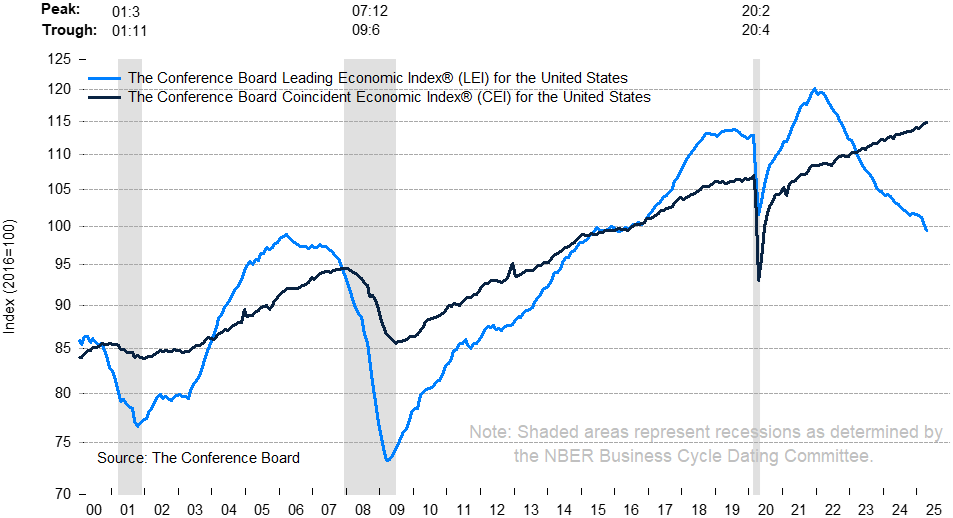 Peak: 01:3 07:12 20:2
Trough: 01:11 09:6 20:4
125
The Conference Board Leading Economic Index® (LEI) for the United States
120
The Conference Board Coincident Economic Index® (CEI) for the United States
115
110
105
100
95
90
85
80
75
70
Index (2016=100)
Note: Shaded areas represent recessions as determined by
the NBER Business Cycle Dating Committee.
Source: The Conference Board
00 01 02 03 04 05 06 07 08 09 10 11 12 13 14 15 16 17 18 19 20 21 22 23 24 25